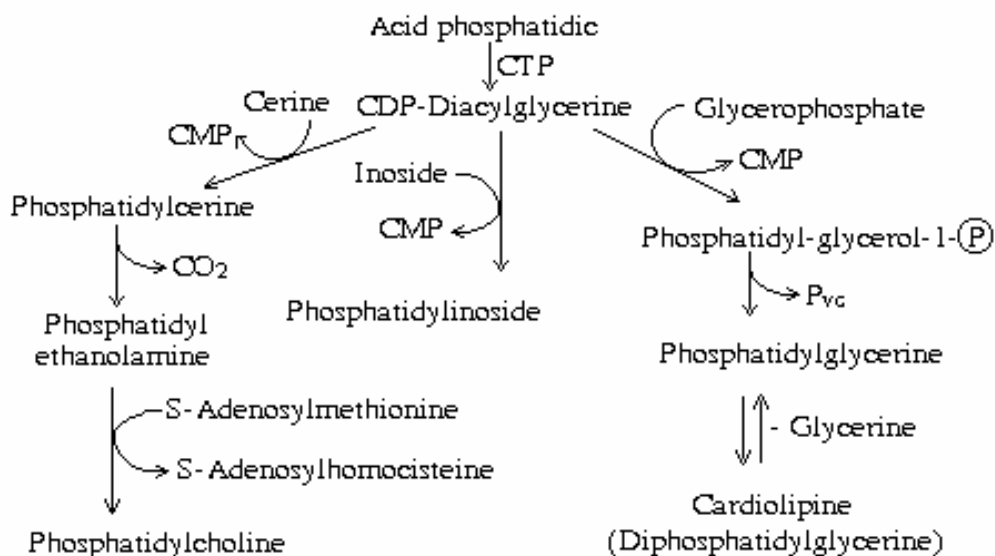 Acid phosphatidic
CTP
Cerine
CDP-Diacylglycerine
Glycerophosphate
CMP
CMP
Inoside
Phosphatidylcerine
CMP
Phosphatidyl-glycerol-1-P
CO2
PVG
Phosphatidylinoside
Phosphatidyl
ethanolamine
Phosphatidylglycerine
S-Adenosylmethionine
- Glycerine
S-Adenosylhomocisteine
Cardiolipine
Phosphatidylcholine
(Diphosphatidylglycerine)